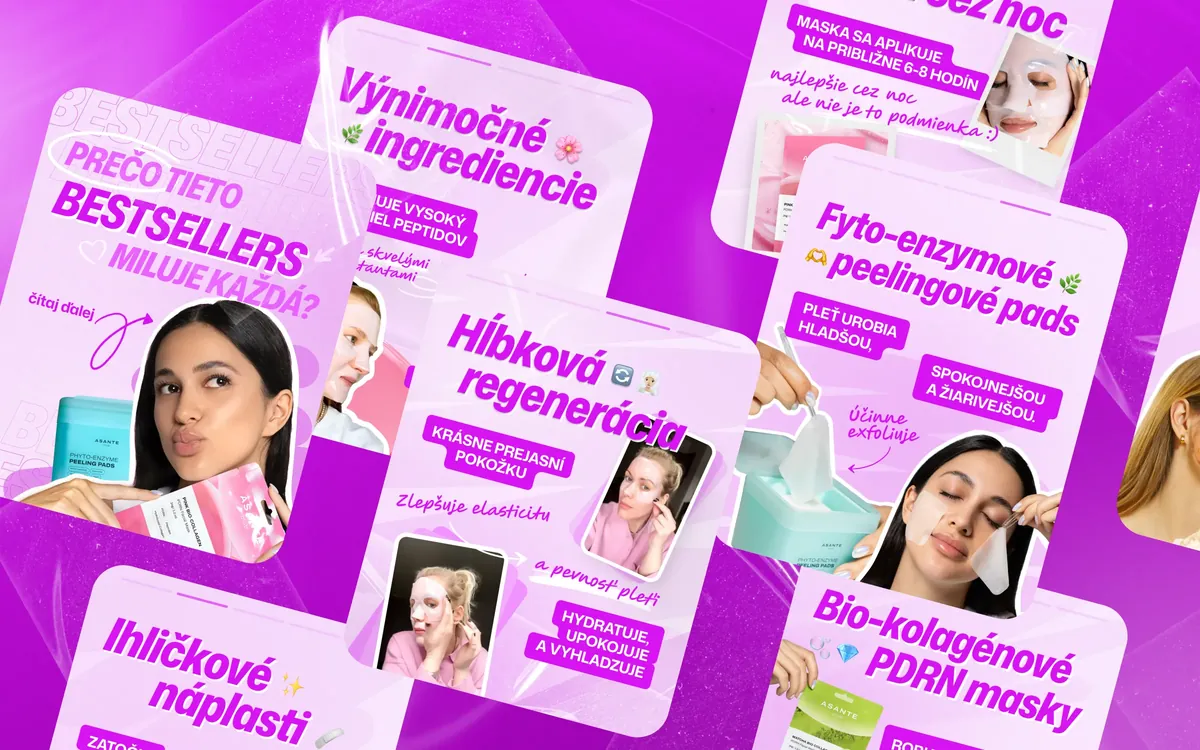 BESTSELLERS
PREČO TIETO
BESTSELLERS
MILUJE KAŽDÁ?
čítaj ďalej
ASANTE
PHYTO-ENZYME
PEELING PADS
PINK BIO COLLAGEN
Výnimočné
ingrediencie
VYSOKÝ
PEPTIDOV
skvelými
cez noc
MASKA SA APLIKUJE
NA PRIBLIŽNE 6-8 HODÍN
najlepšie cez noc
ale nie je to podmienka :)
Hĺbková
regenerácia
KRÁSNE PREJASNÍ
POKOŽKU
Zlepšuje elasticitu
a pevnosť pleti
HYDRATUJE,
UPOKOJUJE
A VYHLADZUJE
Fyto-enzymové
peelingové pads
PLEŤ UROBIA
HLADŠOU,
SPOKOJNEJŠOU
A ŽIARIVEJŠOU.
Účinne
exfoliuje
ASANTE
PHYTO-ENZYME
PEELING PADS
Ihličkové
náplasti
Bio-kolagénové
PDRN masky
ASANTE